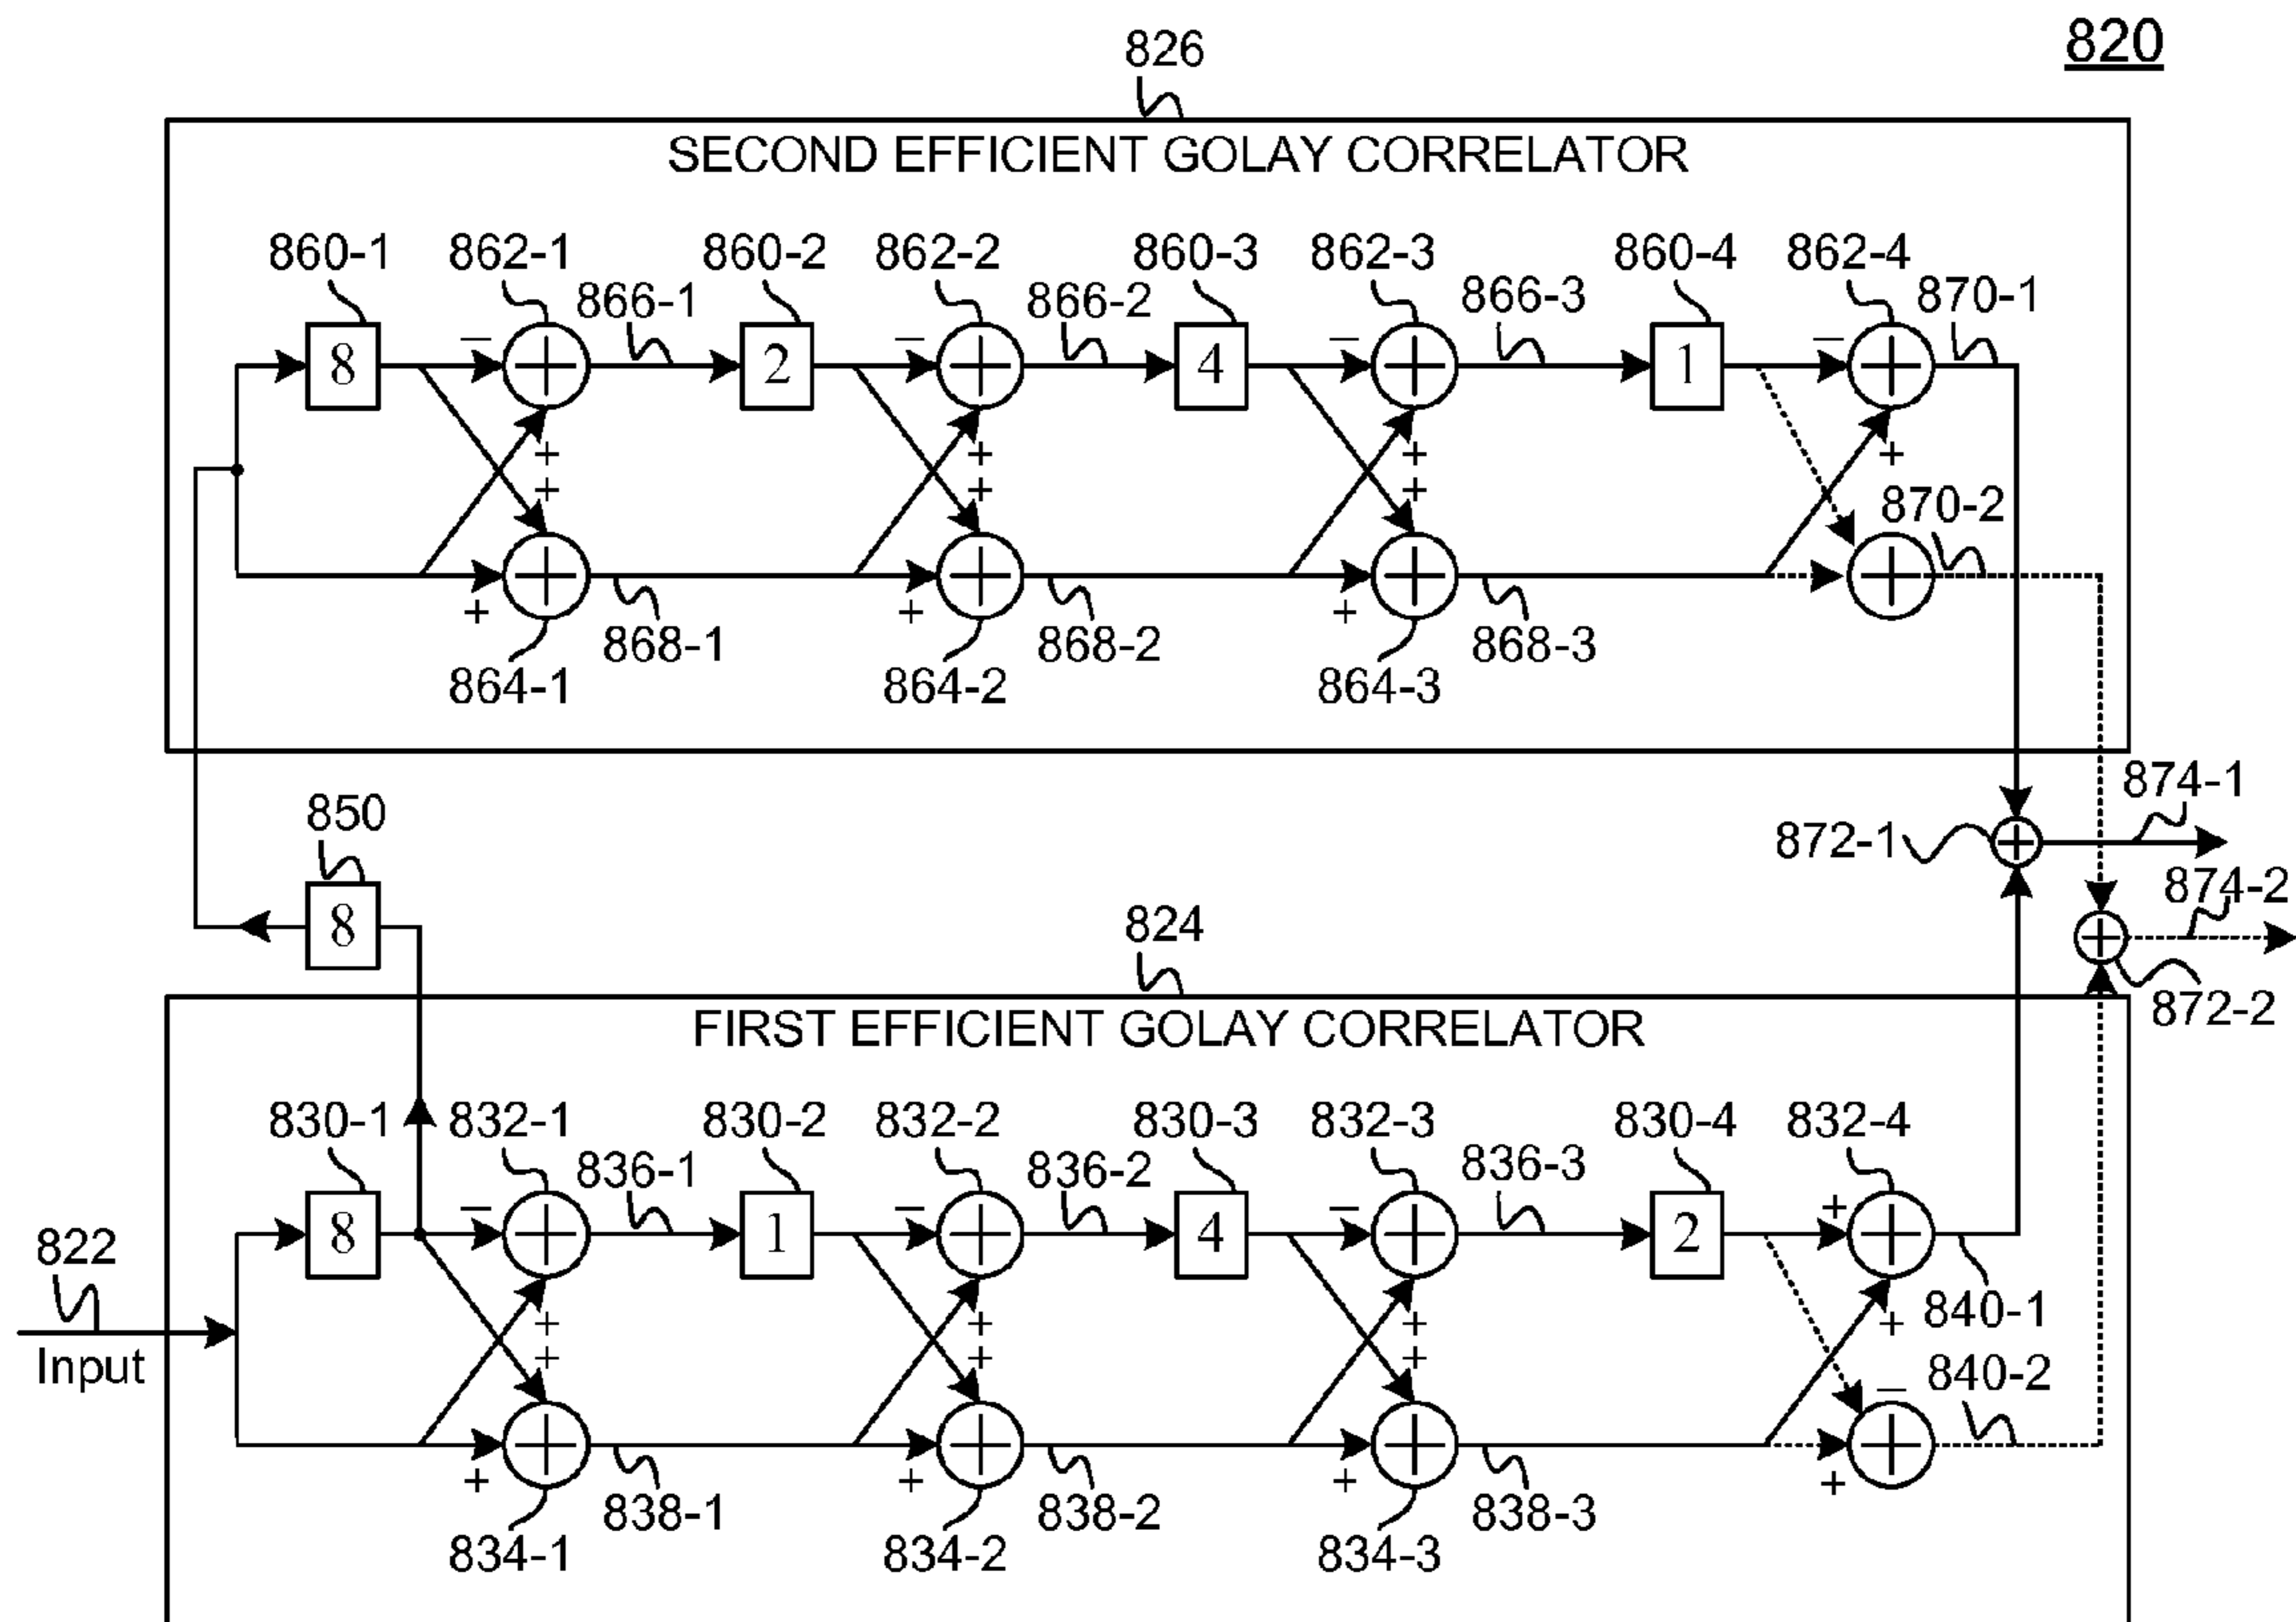 820
826
SECOND EFFICIENT GOLAY CORRELATOR
860-1 862-1 860-2 862-2 860-3 862-3 860-4 862-4
866-1 866-2 866-3 870-1
8 − + 2 − + 4 − + 1 − +
+ + + +
+ + +
870-2
+ + + +
+ + +
868-1 868-2 868-3
864-1 864-2 864-3
850
8
874-1
872-1 +
874-2
+
872-2
824
FIRST EFFICIENT GOLAY CORRELATOR
830-1 832-1 830-2 832-2 830-3 832-3 830-4 832-4
836-1 836-2 836-3
822
8 − + 1 − + 4 − + 2 + +
Input
+ + + +
+ + +
840-1
840-2
−
+ + + +
+ + + +
838-1 838-2 838-3
834-1 834-2 834-3